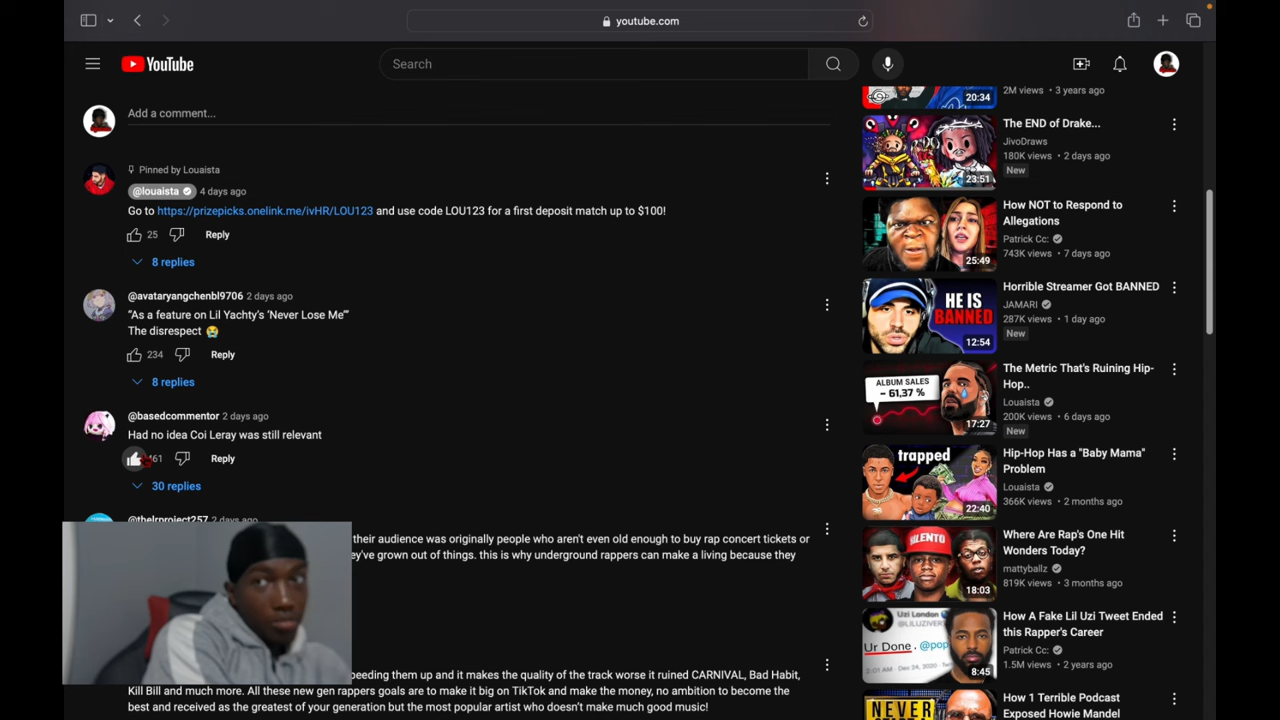 youtube.com
YouTube
Search
Add a comment...
Pinned by Louaista
@louaista 4 days ago
Go to https://prizepicks.onelink.me/ivHR/LOU123 and use code LOU123 for a first deposit match up to $100!
25 Reply
8 replies
@avataryangchenbl9706 2 days ago
“As a feature on Lil Yachty’s ‘Never Lose Me’”
The disrespect 😭
234 Reply
8 replies
@basedcommentor 2 days ago
Had no idea Coi Leray was still relevant
Reply
30 replies
@thelrproject257 2 days ago
their audience was originally people who aren't even old enough to buy rap concert tickets or
they've grown out of things. this is why underground rappers can make a living because they
speeding them up and it makes the quality of the track worse it ruined CARNIVAL, Bad Habit,
Kill Bill and much more. All these new gen rappers goals are to make it big on TikTok and make the money, no ambition to become the
best and received as the greatest of your generation but the most popular artist who doesn't make much good music!
20:34
2M views • 3 years ago
The END of Drake...
JivoDraws
180K views • 2 days ago
New
23:51
How NOT to Respond to
Allegations
Patrick Cc:
743K views • 7 days ago
25:49
Horrible Streamer Got BANNED
JAMARI
287K views • 1 day ago
New
HE IS
BANNED
12:54
The Metric That's Ruining Hip-
Hop..
Louaista
200K views • 6 days ago
New
ALBUM SALES
- 61,37 %
17:27
Hip-Hop Has a "Baby Mama"
Problem
Louaista
366K views • 2 months ago
trapped
22:40
Where Are Rap's One Hit
Wonders Today?
mattyballz
819K views • 3 months ago
18:03
How A Fake Lil Uzi Tweet Ended
this Rapper's Career
Patrick Cc:
1.5M views • 2 years ago
Uzi London
@LILUZIVER
Ur Done . @pop
Dec 24, 2020
8:45
How 1 Terrible Podcast
Exposed Howie Mandel
NEVER